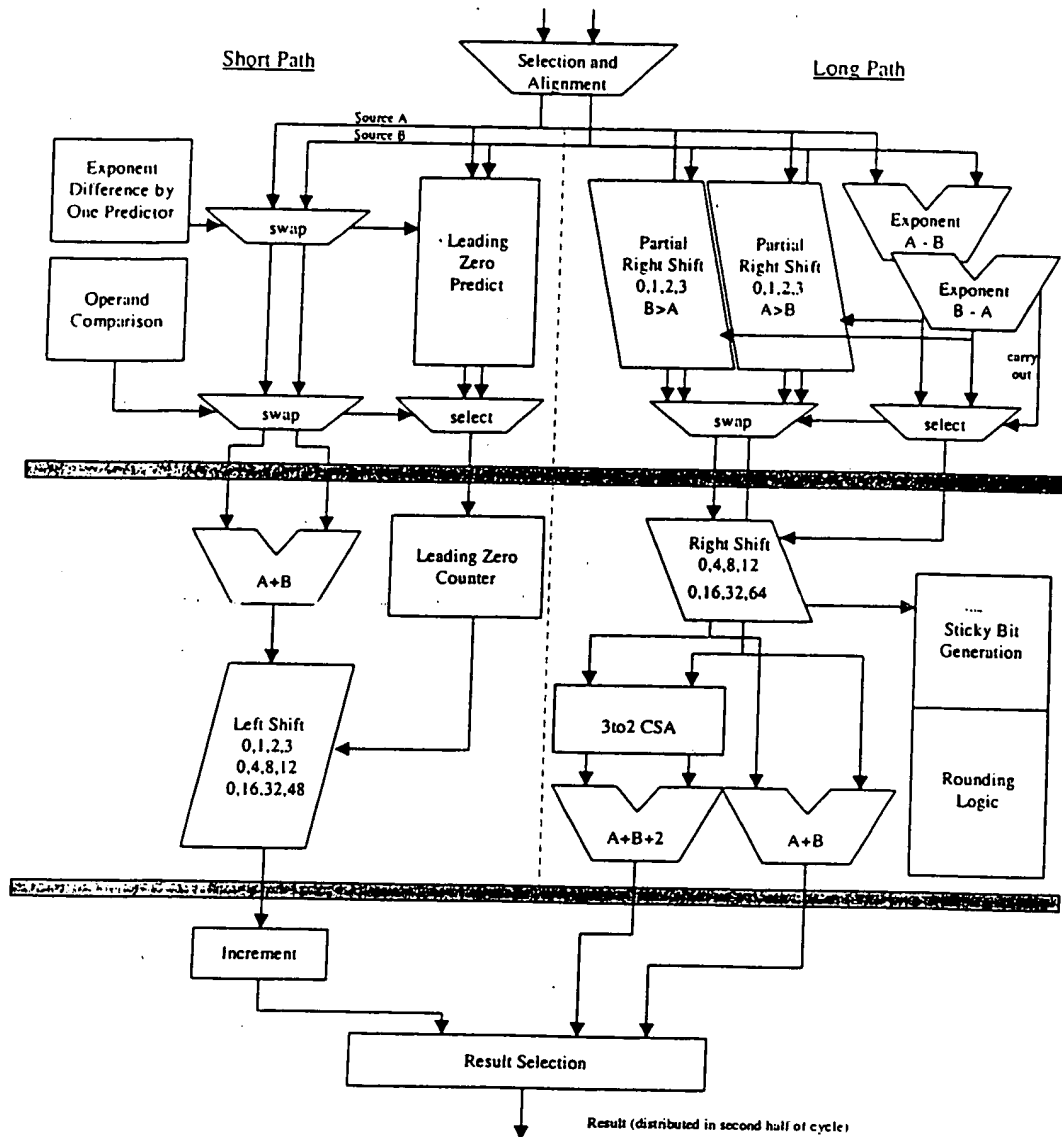 Short Path
Selection and
Alignment
Long Path
Source A
Source B
Exponent
Difference by
One Predictor
swap
Leading
Zero
Predict
Operand
Comparison
swap
select
Partial
Right Shift
0,1,2,3
B>A
Partial
Right Shift
0,1,2,3
A>B
Exponent
A - B
Exponent
B - A
carry
out
swap
select
A+B
Leading Zero
Counter
Right Shift
0,4,8,12
0,16,32,64
Sticky Bit
Generation
Left Shift
0,1,2,3
0,4,8,12
0,16,32,48
3to2 CSA
Rounding
Logic
A+B+2
A+B
Increment
Result Selection
Result (distributed in second half of cycle)